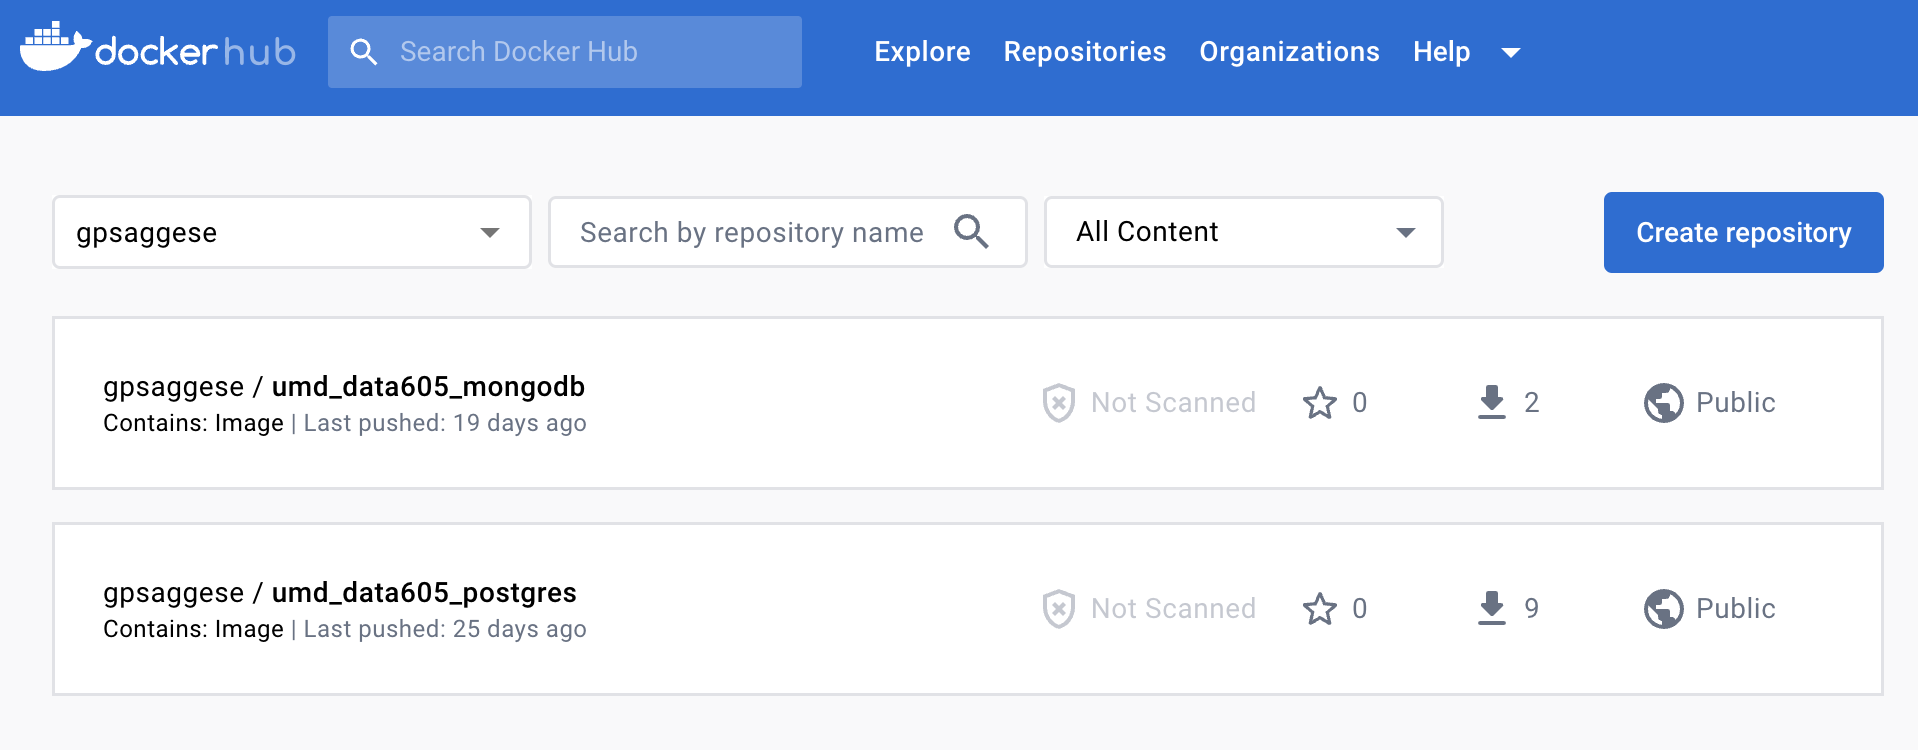 dockerhub
Search Docker Hub
Explore Repositories Organizations Help
gpsaggese
Search by repository name
All Content
Create repository
gpsaggese / umd_data605_mongodb
Contains: Image | Last pushed: 19 days ago
Not Scanned
0
2
Public
gpsaggese / umd_data605_postgres
Contains: Image | Last pushed: 25 days ago
Not Scanned
0
9
Public